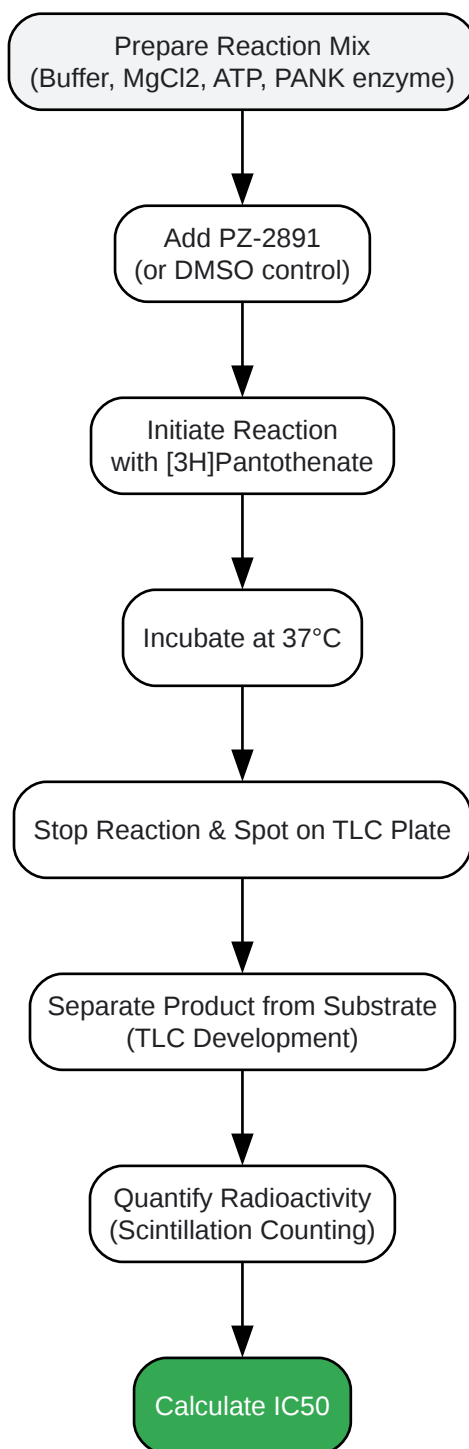 Prepare Reaction Mix
(Buffer, MgCl2, ATP, PANK enzyme)
Add PZ-2891
(or DMSO control)
Initiate Reaction
with [3H]Pantothenate
Incubate at 37°C
Stop Reaction & Spot on TLC Plate
Separate Product from Substrate
(TLC Development)
Quantify Radioactivity
(Scintillation Counting)
Calculate IC50